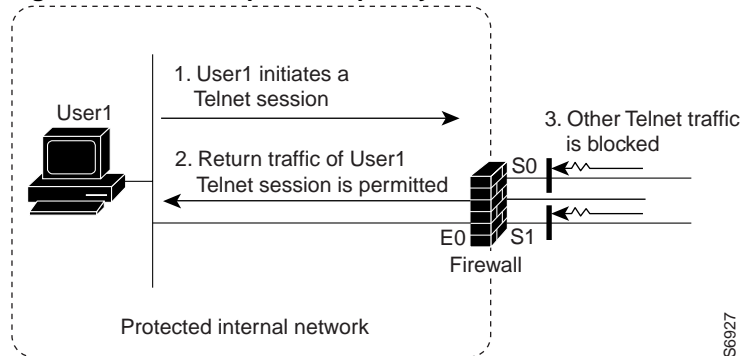 1. User1 initiates a
Telnet session
User1
3. Other Telnet traffic
is blocked
2. Return traffic of User1
Telnet session is permitted
S0
E0
S1
Firewall
Protected internal network
S6927